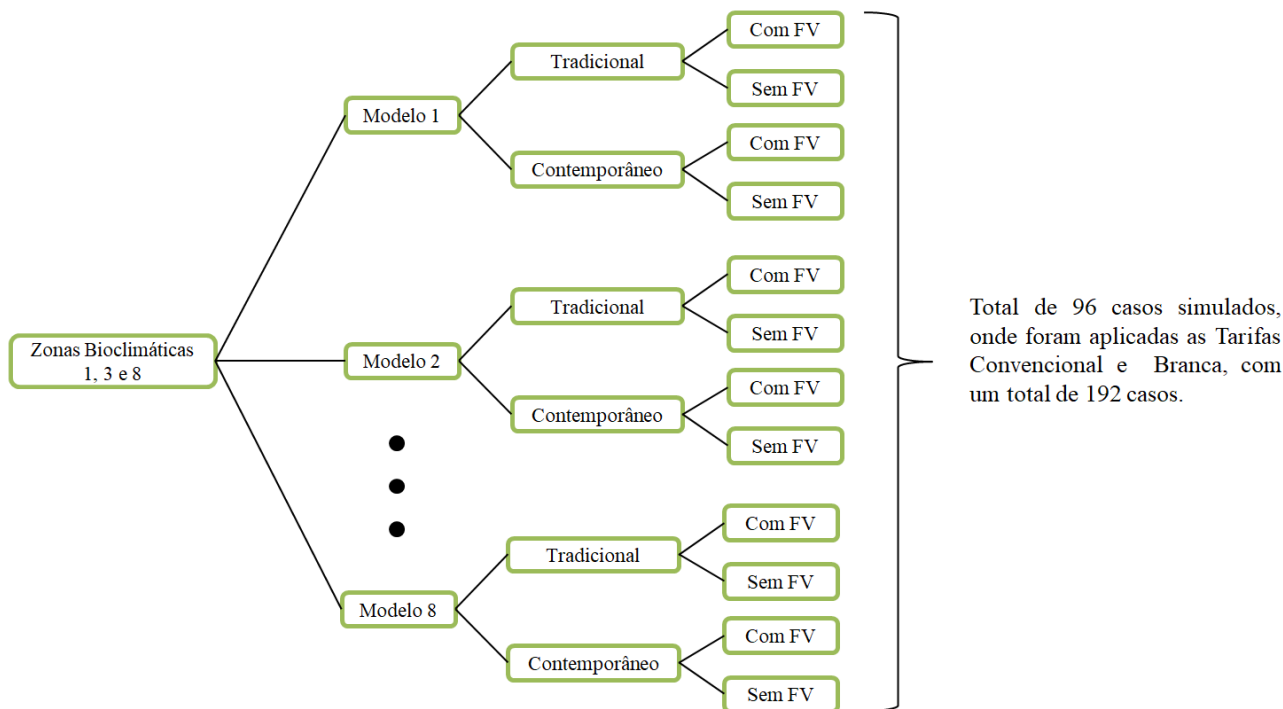 Zonas Bioclimáticas
1, 3 e 8
Modelo 1
Tradicional
Com FV
Sem FV
Contemporâneo
Com FV
Sem FV
Modelo 2
Tradicional
Com FV
Sem FV
Contemporâneo
Com FV
Sem FV
Modelo 8
Tradicional
Com FV
Sem FV
Contemporâneo
Com FV
Sem FV
Total de 96 casos simulados,
onde foram aplicadas as Tarifas
Convencional e Branca, com
um total de 192 casos.